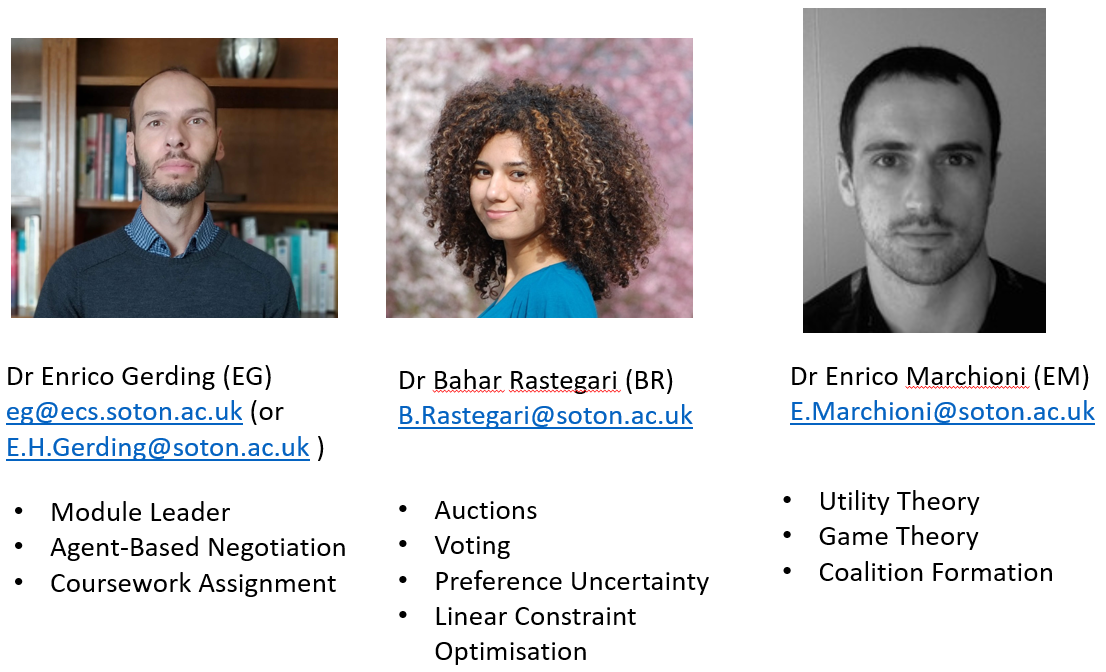 Dr Enrico Gerding (EG)
eg@ecs.soton.ac.uk (or
E.H.Gerding@soton.ac.uk )
• Module Leader
• Agent-Based Negotiation
• Coursework Assignment
Dr Bahar Rastegari (BR)
B.Rastegari@soton.ac.uk
• Auctions
• Voting
• Preference Uncertainty
• Linear Constraint
Optimisation
Dr Enrico Marchioni (EM)
E.Marchioni@soton.ac.uk
• Utility Theory
• Game Theory
• Coalition Formation